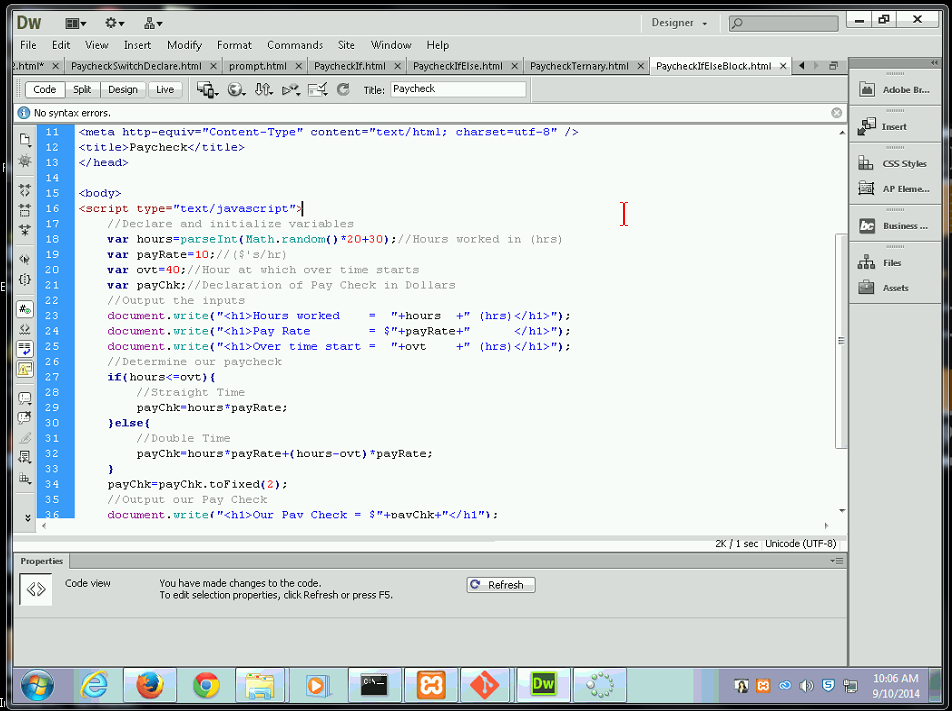 Dw
Designer
File Edit View Insert Modify Format Commands Site Window Help
2.html* PaycheckSwitchDeclare.html prompt.html PaycheckIf.html PaycheckIfElse.html PaycheckTernary.html PaycheckIfElseBlock.html
Code Split Design Live Title: Paycheck
No syntax errors.
11 <meta http-equiv="Content-Type" content="text/html; charset=utf-8" />
12 <title>Paycheck</title>
13 </head>
14
15 <body>
16 <script type="text/javascript">
17 //Declare and initialize variables
18 var hours=parseInt(Math.random()*20+30);//Hours worked in (hrs)
19 var payRate=10;//($'s/hr)
20 var ovt=40;//Hour at which over time starts
21 var payChk;//Declaration of Pay Check in Dollars
22 //Output the inputs
23 document.write("<h1>Hours worked    =  "+hours  +" (hrs)</h1>");
24 document.write("<h1>Pay Rate        = $"+payRate+"      </h1>");
25 document.write("<h1>Over time start =  "+ovt    +" (hrs)</h1>");
26 //Determine our paycheck
27 if(hours<=ovt){
28 //Straight Time
29 payChk=hours*payRate;
30 }else{
31 //Double Time
32 payChk=hours*payRate+(hours-ovt)*payRate;
33 }
34 payChk=payChk.toFixed(2);
35 //Output our Pay Check
36 document.write("<h1>Our Pay Check = $"+payChk+"</h1");
Adobe Br...
Insert
CSS Styles
AP Eleme...
Business ...
Files
Assets
2K / 1 sec Unicode (UTF-8)
Properties
Code view
You have made changes to the code.
To edit selection properties, click Refresh or press F5.
Refresh
C:\.
Dw
10:06 AM
9/10/2014